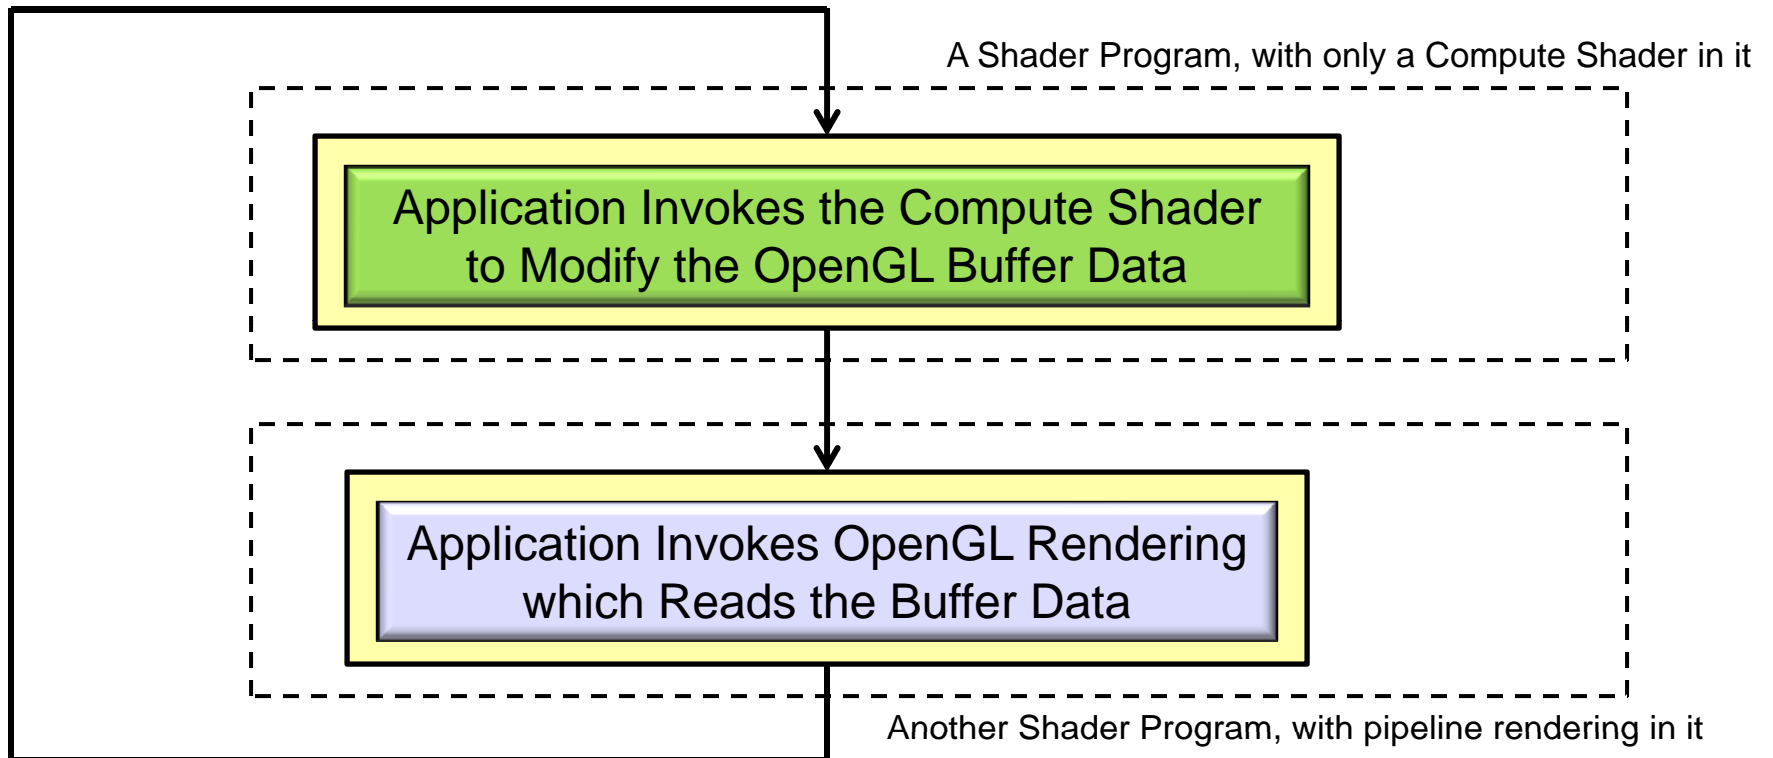 A Shader Program, with only a Compute Shader in it
Application Invokes the Compute Shader
to Modify the OpenGL Buffer Data
Application Invokes OpenGL Rendering
which Reads the Buffer Data
Another Shader Program, with pipeline rendering in it